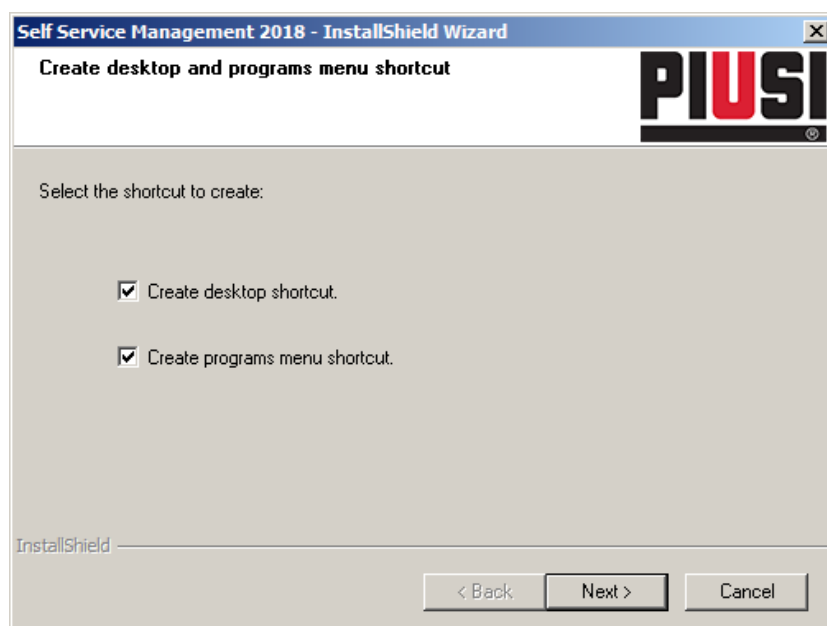 Self Service Management 2018 - InstallShield Wizard
Create desktop and programs menu shortcut
PIUSI
®
Select the shortcut to create:
Create desktop shortcut.
Create programs menu shortcut.
InstallShield
< Back
Next >
Cancel